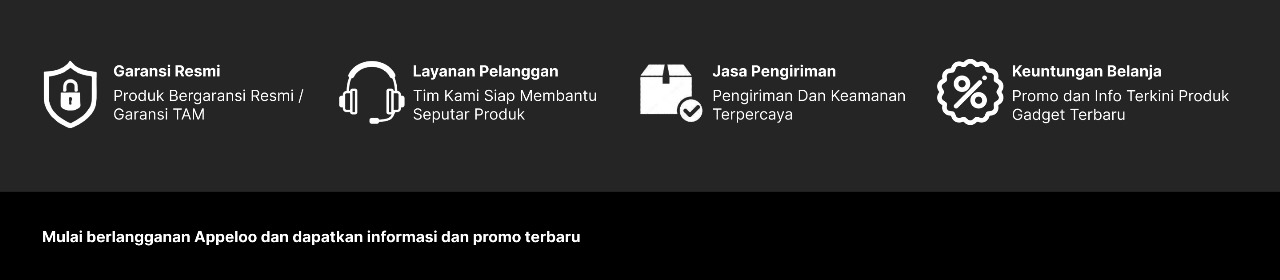 Garansi Resmi
Produk Bergaransi Resmi /
Garansi TAM
Layanan Pelanggan
Tim Kami Siap Membantu
Seputar Produk
Jasa Pengiriman
Pengiriman Dan Keamanan
Terpercaya
Keuntungan Belanja
Promo dan Info Terkini Produk
Gadget Terbaru
Mulai berlangganan Appeloo dan dapatkan informasi dan promo terbaru